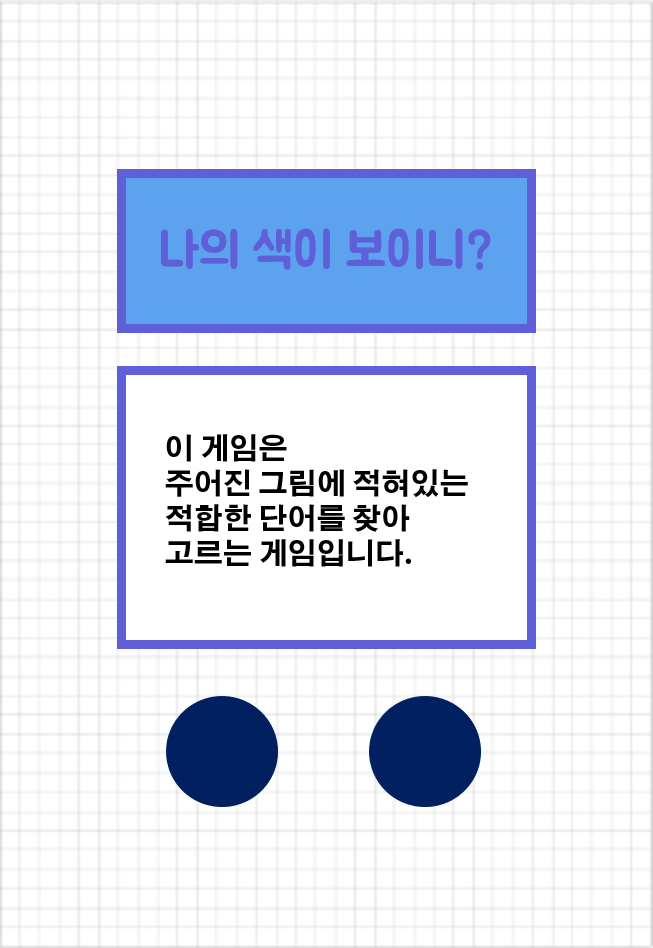 나의 색이 보이니?
이 게임은
주어진 그림에 적혀있는
적합한 단어를 찾아
고르는 게임입니다.